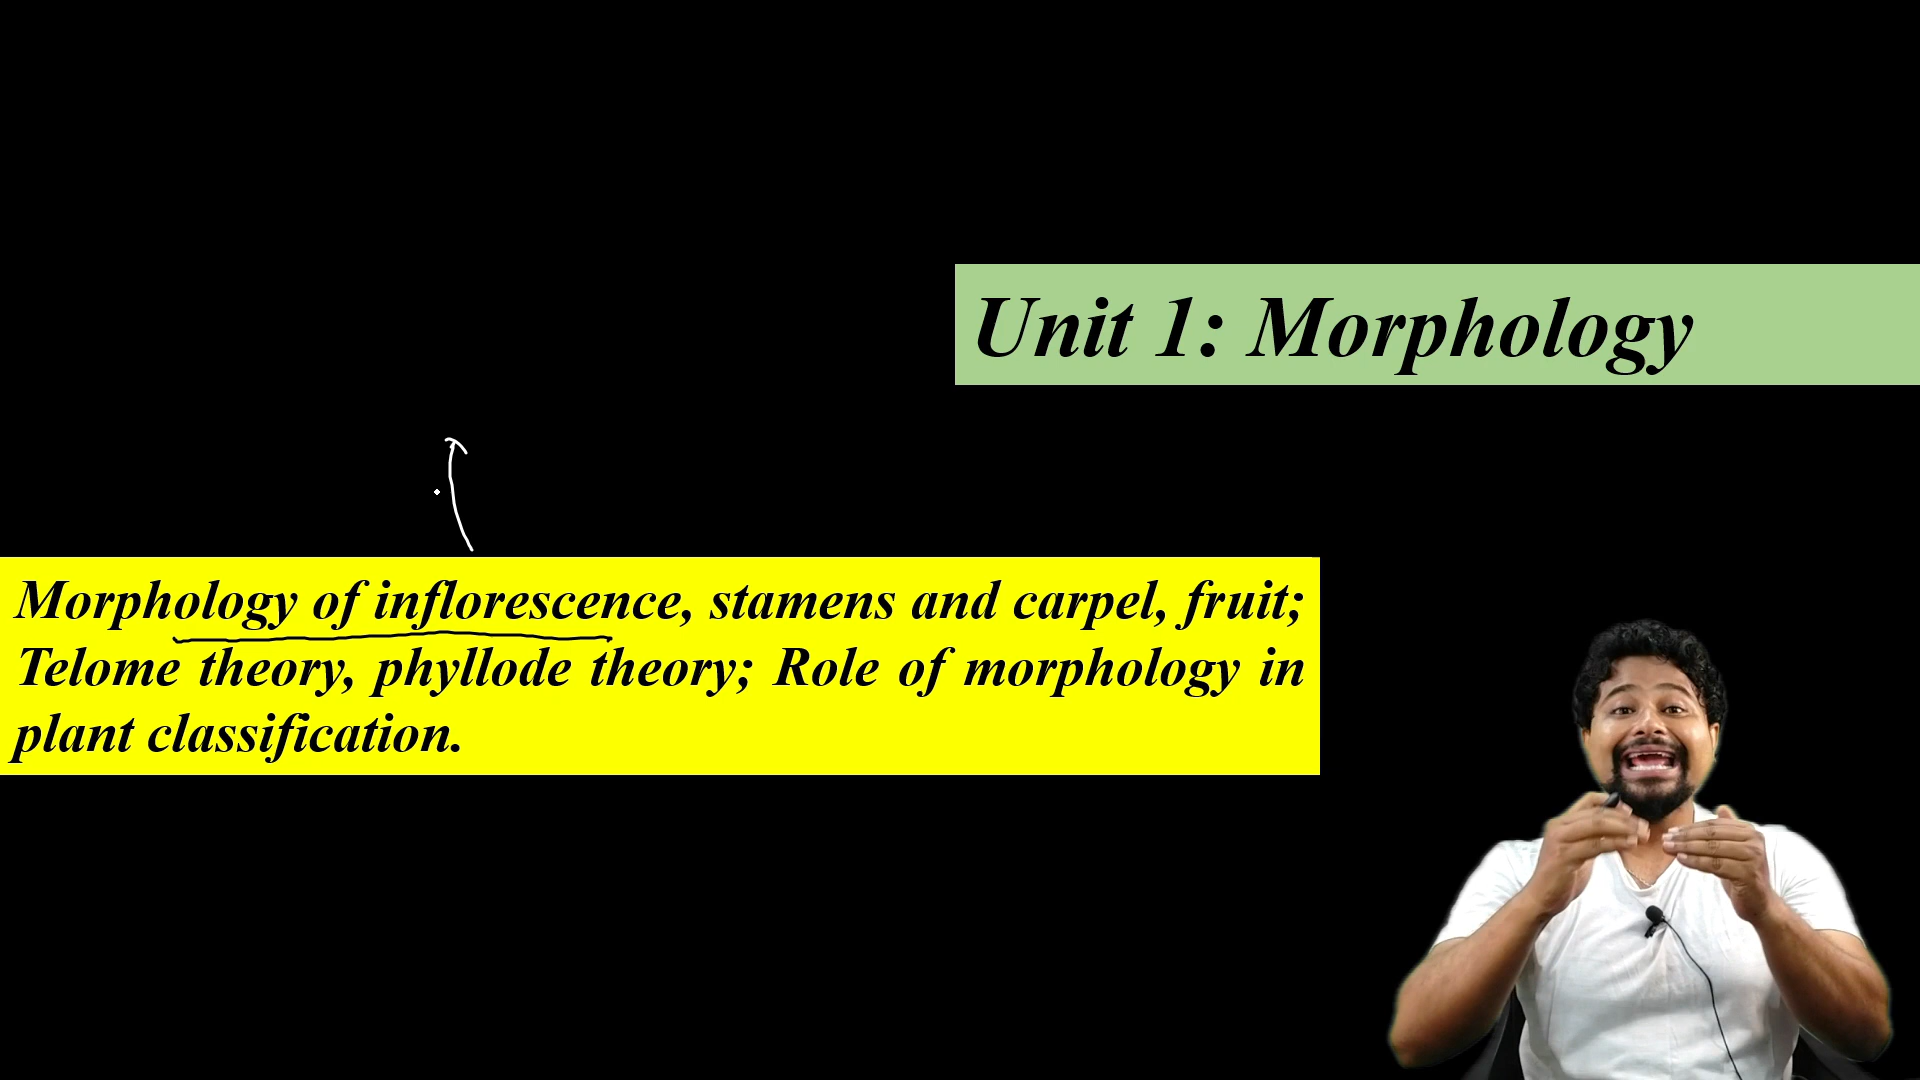 Unit 1: Morphology
Morphology of inflorescence, stamens and carpel, fruit;
Telome theory, phyllode theory; Role of morphology in
plant classification.